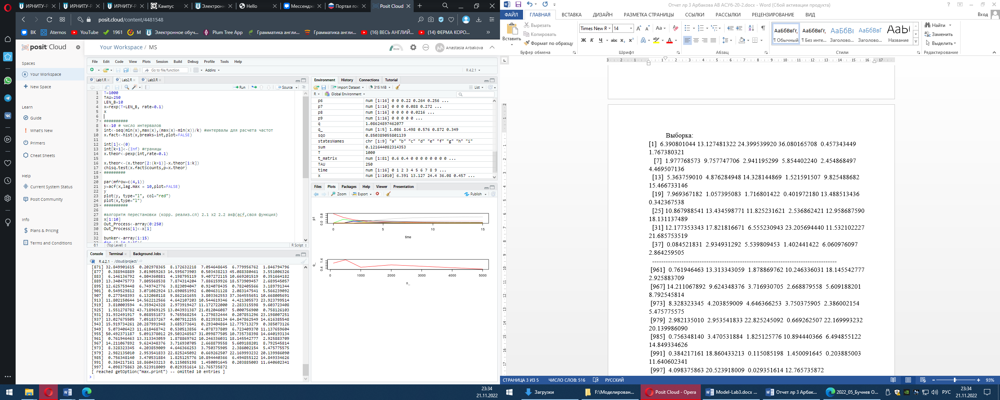 ИРНИТУ-Р
ИРНИТУ-Р
ИРНИТУ-Р
Кампус
Электронн
Hello
Мессендж
Портал гос
Posit Cloud
posit.cloud/content/4481548
ВК
Aternos
YouTube
1961
M
Электронное обуч...
Plum Tree App
Грамматика англи...
Грамматика англи...
(16) ВЕСЬ АНГЛИЙ...
(14) ФЕРМА КОРО...
posit Cloud
Your Workspace / MS
RAM
AA
Anastasia Arbakova
Spaces
Your Workspace
New Space
Learn
Guide
What's New
Primers
Cheat Sheets
Help
Current System Status
Posit Community
Info
Plans & Pricing
Terms and Conditions
File Edit Code View Plots Session Build Debug Profile Tools Help
Go to file/function
Addins
R 4.2.1
Lab1.R
Lab2.R
Lab3.R
Run
Source
1 T=1000
2 TAU=250
3 LEN_B=10
4 x=rexp(T+LEN_B, rate=0.1)
5 x
6
7 ##########
8 k<-10 # число интервалов
9 int<-seq(min(x),max(x),(max(x)-min(x))/k) #интервалы для расчета частот
10 x.fact<-hist(x,breaks=int,plot=FALSE)
11
12 int[1]<-(0)
13 int[k+1]<-(Inf) #границы
14 x.theor<-pexp(int,rate=0.1)
15
16 x.theor<-(x.theor[2:(k+1)]-x.theor[1:k])
17 chisq.test(x.fact$counts,p=x.theor)
18 #########
19
20 par(mfrow=c(4,1))
21 y=acf(x,lag.max = 10,plot=FALSE)
22 y
23 plot(y, type="l", col="red")
24 plot(x,type="l")
25 ##########
26
27 #алгоритм перестановки (корр. реализ.сп) 2.1 x2 2.2 акф(acf,своя функция)
28 x[1:10]
29 Out_Process<-array(0:250)
30 Out_Process[1]<-x[1]
31
32 bunker<-array(1:15)
6:1 (Top Level) R Script
Console Terminal Background Jobs
R 4.2.1 · /cloud/project/
[871] 32.849901615 0.202978365 8.172632218 7.054648645 6.779956762 1.846794796
[877] 0.388948889 3.019059263 14.595673903 0.503438213 45.088380461 3.551006326
[883] 6.146136792 4.804360881 4.198795119 9.407272115 10.669201519 0.351664182
[889] 13.340475773 7.805568538 7.874314204 7.886159926 18.573909457 2.689545057
[895] 12.625759448 6.749742776 3.823094047 0.924078435 0.782405566 3.189791344
[901] 0.549529812 3.071082924 13.690851992 6.004631128 2.083147541 5.566239092
[907] 0.277848393 6.132060118 9.862161655 3.803362553 37.364555651 10.668005691
[913] 11.802150644 14.562212566 4.642107203 10.544619346 4.421305573 23.923799514
[919] 3.810003594 4.359424328 2.973919427 11.172722000 2.283315598 9.603723408
[925] 1.551278782 43.718969125 13.043931387 21.012046087 5.000756900 0.758126103
[931] 31.932491917 9.088551873 9.765568254 1.279832444 0.207851296 23.198007251
[937] 13.027675505 7.051837267 4.007912255 0.823938134 64.847862549 14.616385548
[943] 15.919734261 20.287991948 3.685373641 0.293404864 12.775713279 0.385073126
[949] 5.073406423 11.618468742 0.530513856 4.078737809 6.723409370 11.137659604
[955] 50.492371187 5.091378012 29.503248567 31.099877505 10.735738398 14.640193134
[961] 0.761946463 13.313343059 1.878869762 10.246336031 18.145542777 2.925883709
[967] 14.211067892 9.624348376 3.716930705 2.668879558 5.609188201 8.792545814
[973] 8.328323345 4.203859009 4.646366253 3.750375905 2.386002154 5.475775575
[979] 2.982135010 2.953541833 22.825245092 0.669262507 22.169993232 20.139986090
[985] 0.756348140 3.470531884 1.825125776 10.894440366 6.494855122 14.849334626
[991] 0.384217161 18.860433213 0.115085198 1.450091645 0.203885003 11.640602341
[997] 4.098375863 20.523918009 0.029351614 12.765735872
[ reached getOption("max.print") -- omitted 10 entries ]
>
Environment History Connections Tutorial
Import Dataset
315 MiB
List
R
Global Environment
p6 num [1:16] 0 0 0.22 0.264 0.256 ...
p7 num [1:16] 0 0 0 0.088 0.272 ...
p8 num [1:16] 0 0 0 0 0.0216 ...
p9 num [1:16] 0 0 0 0 0 ...
q 1.08624897462077
q_ num [1:5] 1.086 1.498 0.576 0.872 0.349
sqo 0.850389055801139
statesNames chr [1:9] "a" "b" "c" "d" "e" "f" "g" "h" "i"
sum 0.121644082314353
T 1000
t_matrix num [1:81] 0.6 0.4 0 0 0 0 0 0 0 0 ...
TAU 250
time num [1:16] 0 1 2 3 4 5 6 7 8 9 ...
x num [1:1010] 6.391 13.127 24.4 36.08 0.457 ...
Files Plots Packages Help Viewer Presentation
Zoom
Export
Publish
p1
0.0 0.8
0 5 10 15
time
q_
0.4 1.4
0 1000 2000 3000 4000 5000
n_
Отчет лр 3 Арбакова АВ АСУб-20-2.docx - Word (Сбой активации продукта)
ФАЙЛ ГЛАВНАЯ ВСТАВКА ДИЗАЙН РАЗМЕТКА СТРАНИЦЫ ССЫЛКИ РАССЫЛКИ РЕЦЕНЗИРОВАНИЕ ВИД
Вход
Вставить
Вырезать
Копировать
Формат по образцу
Буфер обмена
Times New R 14
Ж К Ч abc x₂ x²
Шрифт
Абзац
АаБбВвГг,
¶ Обычный
АаБбВвГг,
¶ Без инте...
АаБбВв
Заголово...
АаБбВвГ
Заголово...
АаБ
Название
Стили
Найти
Заменить
Выделить
Редактирование
Выборка:
[1] 6.390801044 13.127481322 24.399539920 36.080165708 0.457343449
1.767380321
[7] 1.977768573 9.757747706 2.941195299 5.854402240 2.454868497
4.469507136
[13] 5.363759010 4.876284948 14.328144869 1.521591507 9.825488682
15.466733146
[19] 7.969367182 1.057395083 1.716801422 0.401972180 13.488513436
0.342367538
[25] 10.867988541 13.434598771 11.825231621 2.536862421 12.958687590
18.131137489
[31] 12.177353343 17.821816671 6.555230943 23.205694440 11.532102227
21.685753519
[37] 0.084521831 2.934931292 5.539809453 1.402441422 6.060976097
2.864259505
----------------------------------------------------------------------------------
[961] 0.761946463 13.313343059 1.878869762 10.246336031 18.145542777
2.925883709
[967] 14.211067892 9.624348376 3.716930705 2.668879558 5.609188201
8.792545814
[973] 8.328323345 4.203859009 4.646366253 3.750375905 2.386002154
5.475775575
[979] 2.982135010 2.953541833 22.825245092 0.669262507 22.169993232
20.139986090
[985] 0.756348140 3.470531884 1.825125776 10.894440366 6.494855122
14.849334626
[991] 0.384217161 18.860433213 0.115085198 1.450091645 0.203885003
11.640602341
[997] 4.098375863 20.523918009 0.029351614 12.765735872
СТРАНИЦА 3 ИЗ 5 ЧИСЛО СЛОВ: 516 РУССКИЙ
93%
23:34
21.11.2022
Загрузки
F:\Моделирован...
Posit Cloud - Opera
Model-Lab3.docx ...
Отчет лр 3 Арбак...
2022_05_Бучнев О...
РУС
23:34
21.11.2022